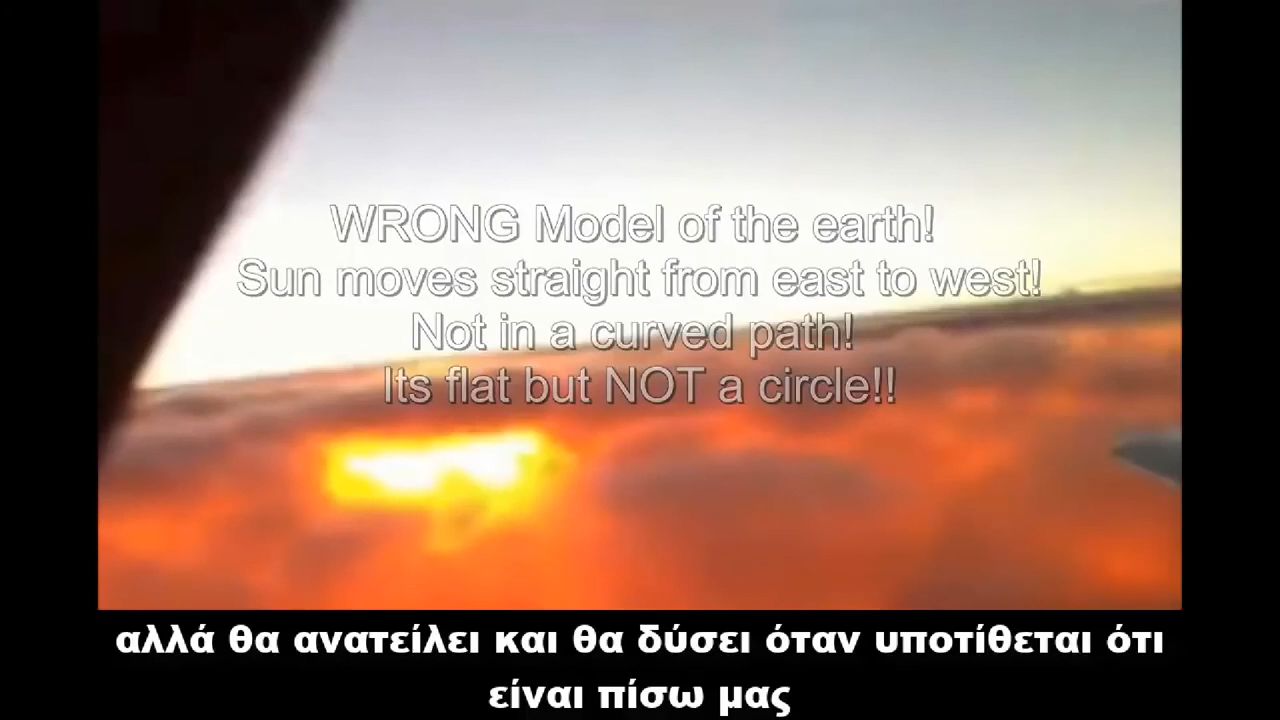 WRONG Model of the earth!
Sun moves straight from east to west!
Not in a curved path!
Its flat but NOT a circle!!
αλλά θα ανατείλει και θα δύσει όταν υποτίθεται ότι
είναι πίσω μας